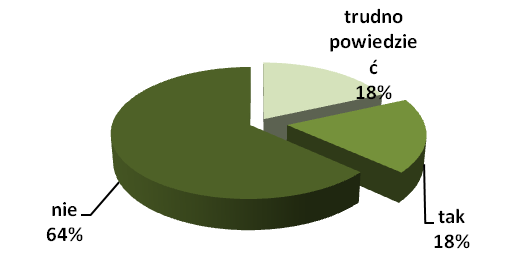 trudno
powiedzie
ć
18%
nie
64%
tak
18%